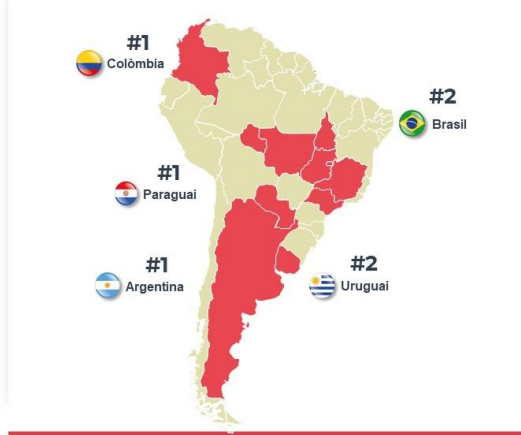 #1
Colômbia
#2
Brasil
#1
Paraguai
#1
Argentina
#2
Uruguai